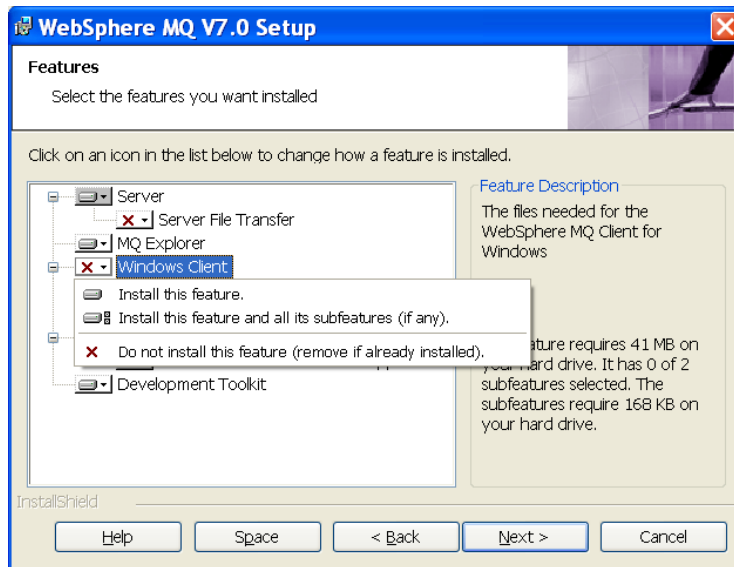 WebSphere MQ V7.0 Setup
Features
Select the features you want installed
Click on an icon in the list below to change how a feature is installed.
Server
Server File Transfer
MQ Explorer
Windows Client
Install this feature.
Install this feature and all its subfeatures (if any).
Do not install this feature (remove if already installed).
Development Toolkit
Feature Description
The files needed for the
WebSphere MQ Client for
Windows
ature requires 41 MB on
your hard drive. It has 0 of 2
subfeatures selected. The
subfeatures require 168 KB on
your hard drive.
InstallShield
Help
Space
< Back
Next >
Cancel